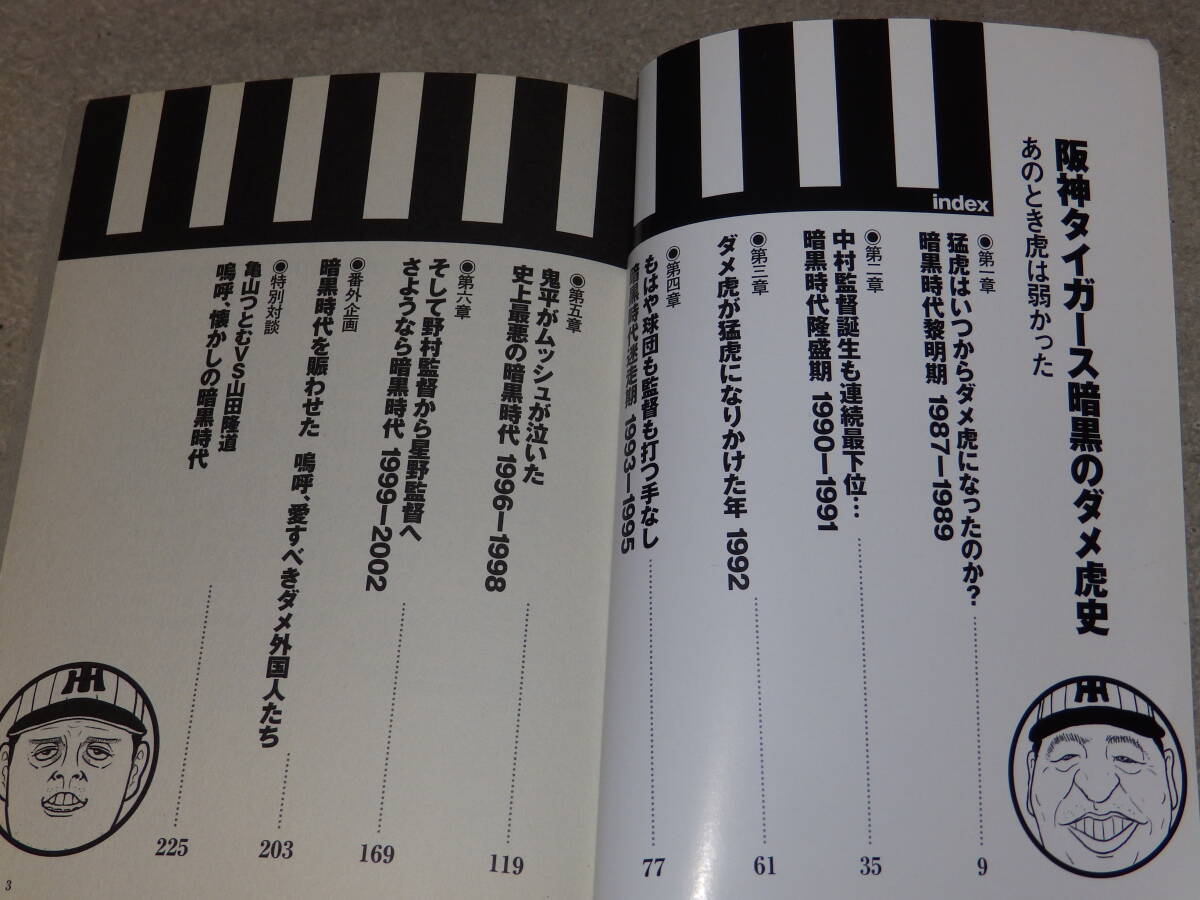 阪神タイガース暗黒のダメ虎史
あのとき虎は弱かった
index
●第一章
猛虎はいつからダメ虎になったのか?
暗黒時代黎明期 1987―1989
9
●第二章
中村監督誕生も連続最下位…
暗黒時代隆盛期 1990―1991
35
●第三章
ダメ虎が猛虎になりかけた年 1992
61
●第四章
もはや球団も監督も打つ手なし
暗黒時代迷走期 1993―1995
77
●第五章
鬼平がムッシュが泣いた
史上最悪の暗黒時代 1996―1998
119
●第六章
そして野村監督から星野監督へ
さようなら暗黒時代 1999―2002
169
●番外企画
暗黒時代を賑わせた 嗚呼、愛すべきダメ外国人たち
203
●特別対談
亀山つとむVS山田隆道
嗚呼、懐かしの暗黒時代
225
3